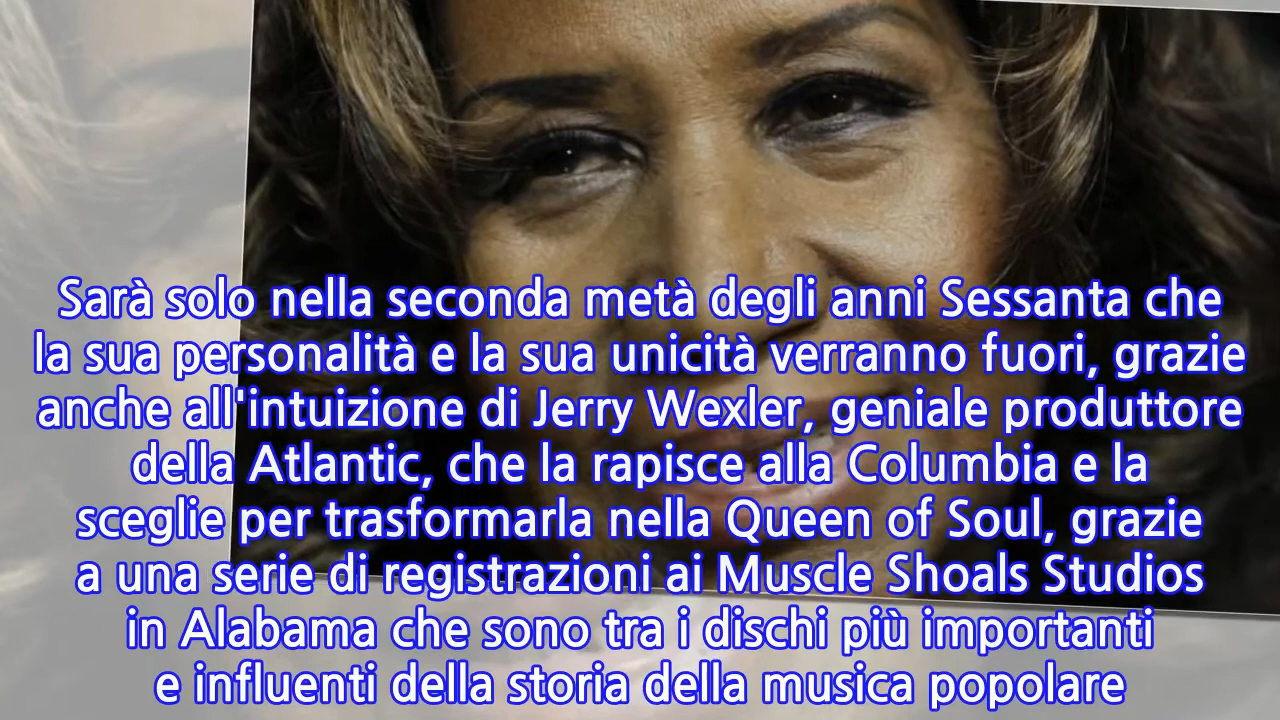 Sarà solo nella seconda metà degli anni Sessanta che
la sua personalità e la sua unicità verranno fuori, grazie
anche all'intuizione di Jerry Wexler, geniale produttore
della Atlantic, che la rapisce alla Columbia e la
sceglie per trasformarla nella Queen of Soul, grazie
a una serie di registrazioni ai Muscle Shoals Studios
in Alabama che sono tra i dischi più importanti
e influenti della storia della musica popolare